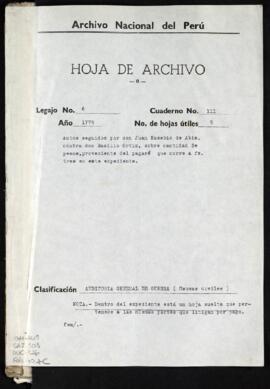 Archivo Nacional del Perú
HOJA DE ARCHIVO
Legajo No. 6 Cuaderno No. 111
Año 1779 No. de hojas útiles 5
Autos seguidos por don Juan Eusebio de Abia,
contra don Basilio Ortiz, sobre cantidad de
pesos, proveniente del pagaré que corre a fs.
tres en este expediente.
Clasificación AUDITORIA GENERAL DE GUERRA ( Causas Civiles )
NOTA.- Dentro del expediente está un hoja suelta que per-
tenece a las mismas partes que litigan por pago.